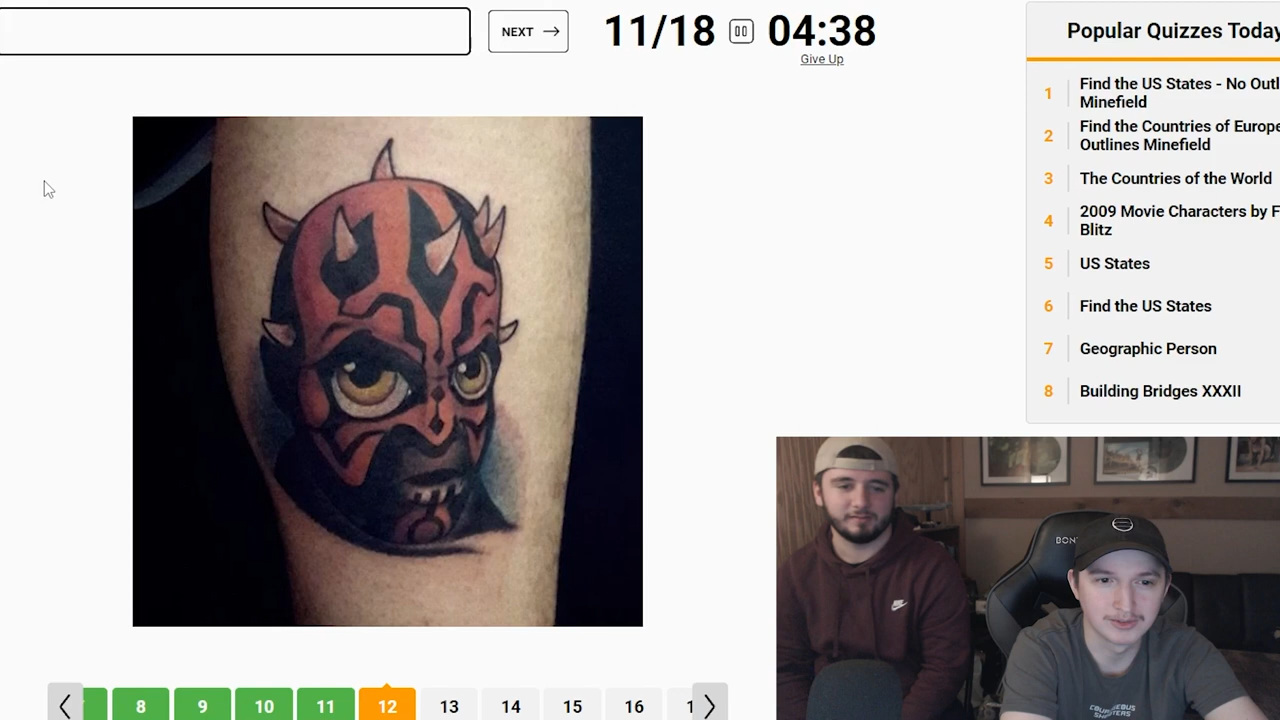 NEXT →
11/18
04:38
Give Up
Popular Quizzes Today
1 Find the US States - No Outl
Minefield
2 Find the Countries of Europe
Outlines Minefield
3 The Countries of the World
4 2009 Movie Characters by F
Blitz
5 US States
6 Find the US States
7 Geographic Person
8 Building Bridges XXXII
8 9 10 11 12 13 14 15 16 1